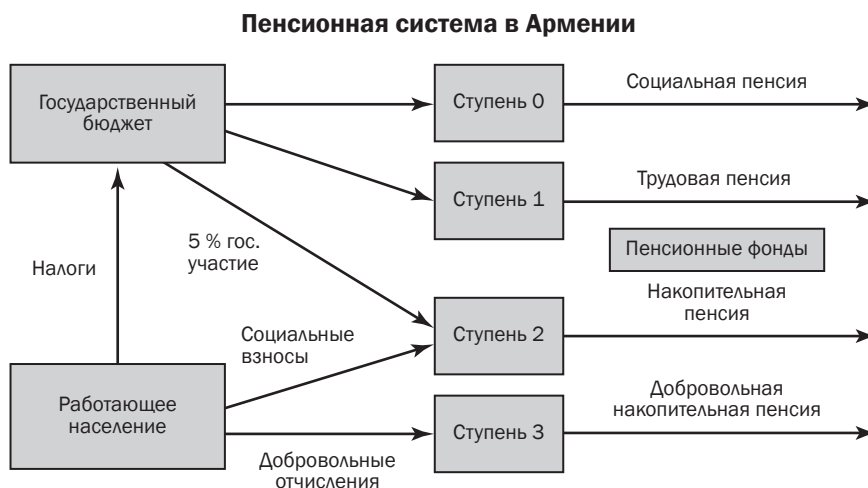 Пенсионная система в Армении
Государственный
бюджет
Ступень 0
Социальная пенсия
Ступень 1
Трудовая пенсия
5 % гос.
участие
Налоги
Пенсионные фонды
Накопительная
пенсия
Социальные
взносы
Ступень 2
Работающее
население
Добровольная
накопительная пенсия
Ступень 3
Добровольные
отчисления